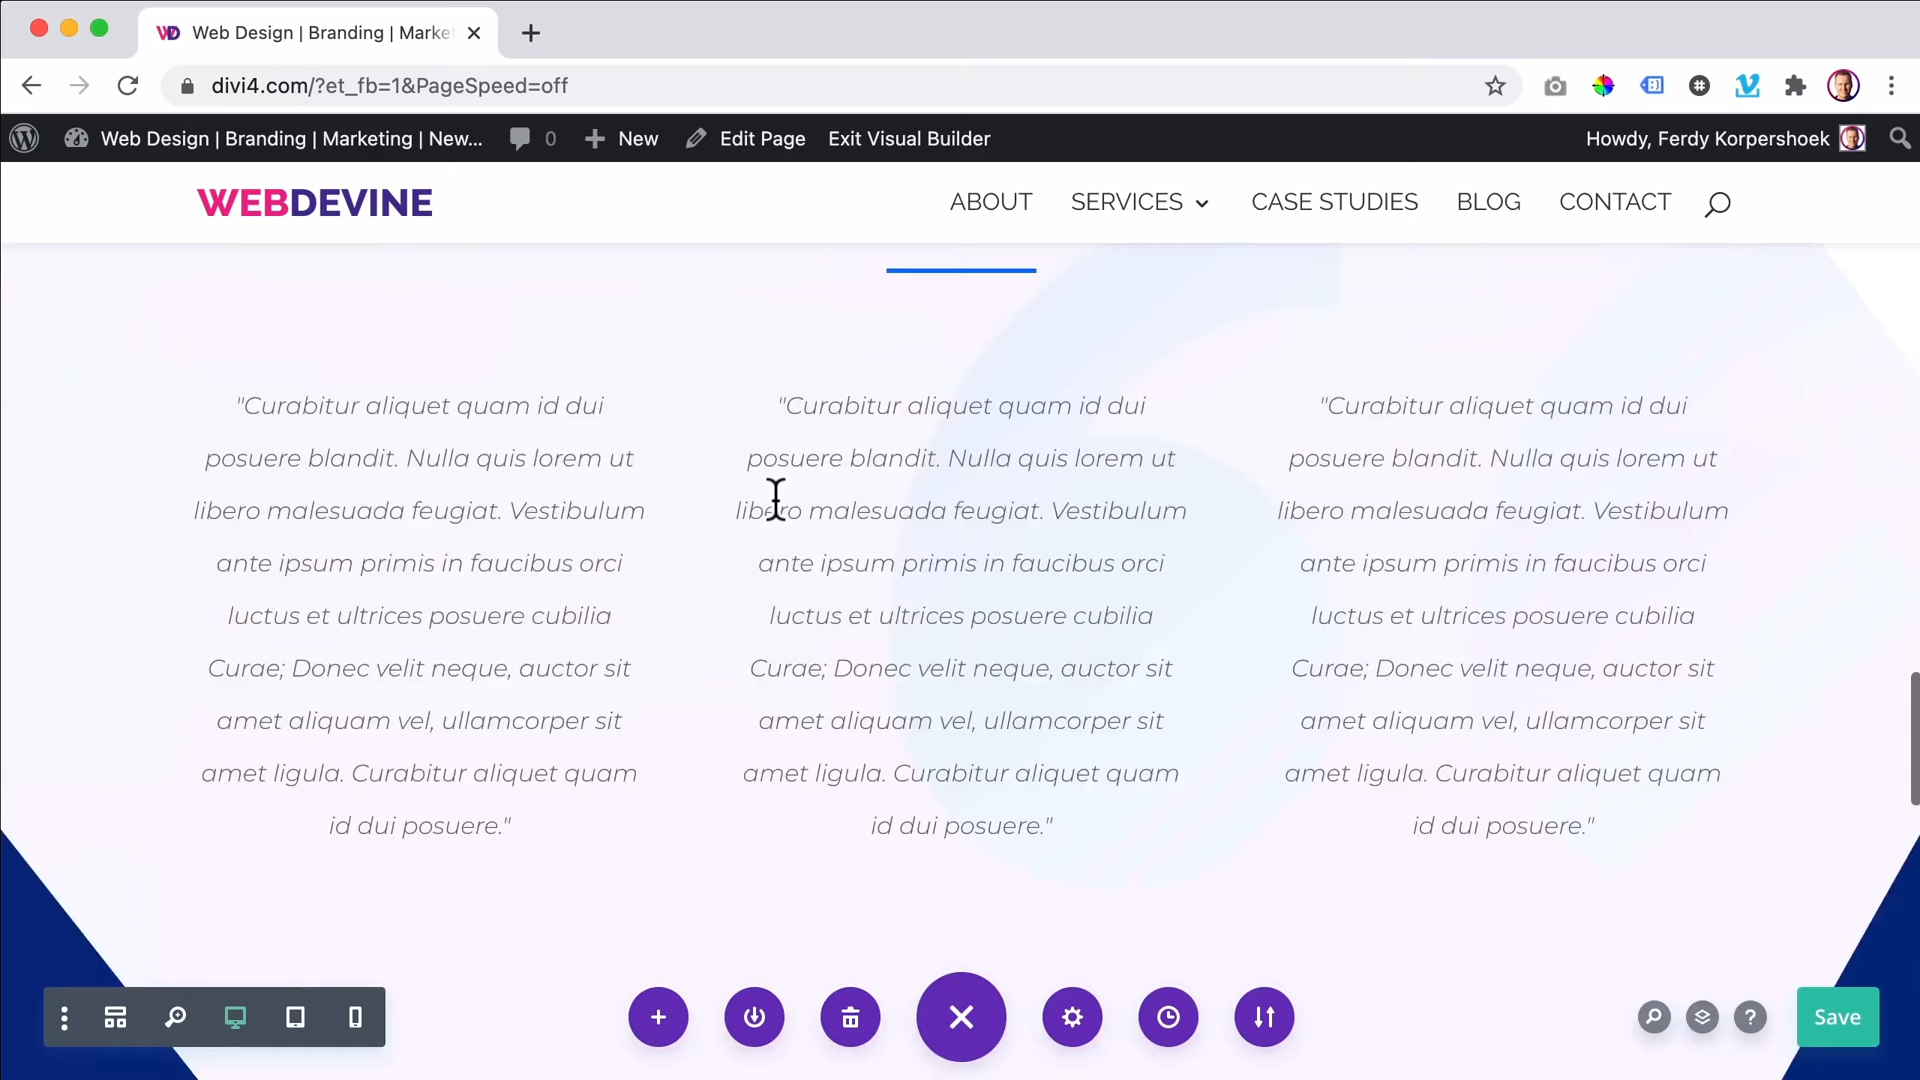 Web Design | Branding | Marke
divi4.com/?et_fb=1&PageSpeed=off
Web Design | Branding | Marketing | New... 0 New Edit Page Exit Visual Builder Howdy, Ferdy Korpershoek
WEBDEVINE ABOUT SERVICES CASE STUDIES BLOG CONTACT
"Curabitur aliquet quam id dui
posuere blandit. Nulla quis lorem ut
libero malesuada feugiat. Vestibulum
ante ipsum primis in faucibus orci
luctus et ultrices posuere cubilia
Curae; Donec velit neque, auctor sit
amet aliquam vel, ullamcorper sit
amet ligula. Curabitur aliquet quam
id dui posuere."
"Curabitur aliquet quam id dui
posuere blandit. Nulla quis lorem ut
libero malesuada feugiat. Vestibulum
ante ipsum primis in faucibus orci
luctus et ultrices posuere cubilia
Curae; Donec velit neque, auctor sit
amet aliquam vel, ullamcorper sit
amet ligula. Curabitur aliquet quam
id dui posuere."
"Curabitur aliquet quam id dui
posuere blandit. Nulla quis lorem ut
libero malesuada feugiat. Vestibulum
ante ipsum primis in faucibus orci
luctus et ultrices posuere cubilia
Curae; Donec velit neque, auctor sit
amet aliquam vel, ullamcorper sit
amet ligula. Curabitur aliquet quam
id dui posuere."
Save